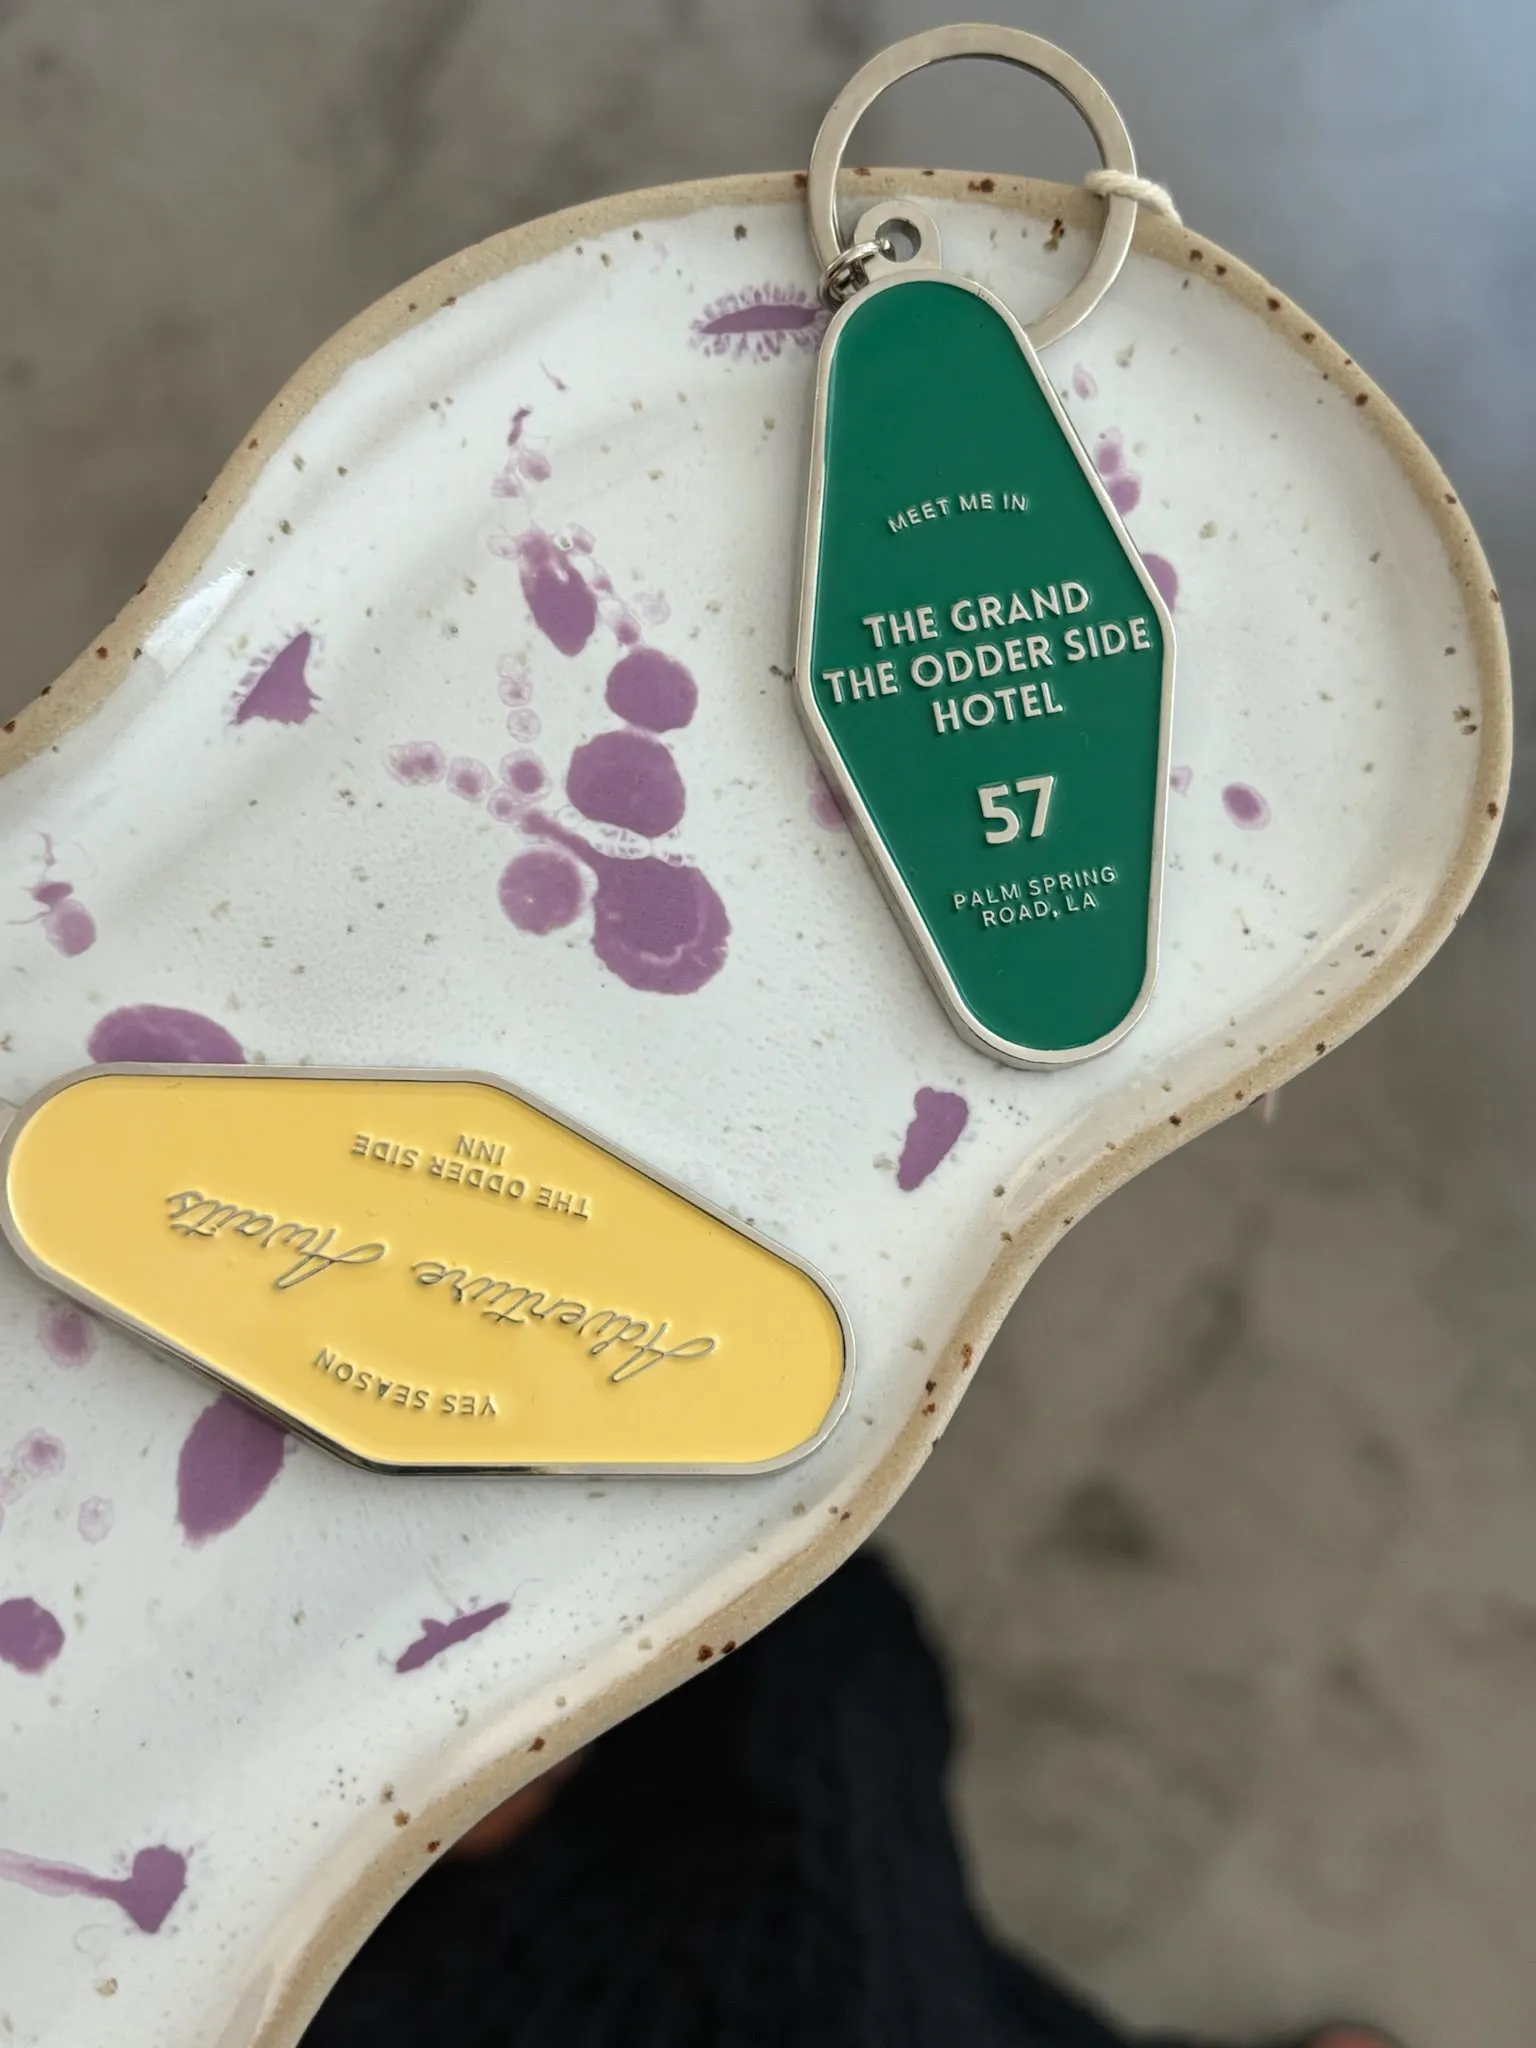 MEET ME IN
THE GRAND
THE ODDER SIDE
HOTEL
57
PALM SPRING
ROAD, LA
YES SEASON
Adventure Awaits
THE ODDER SIDE
INN